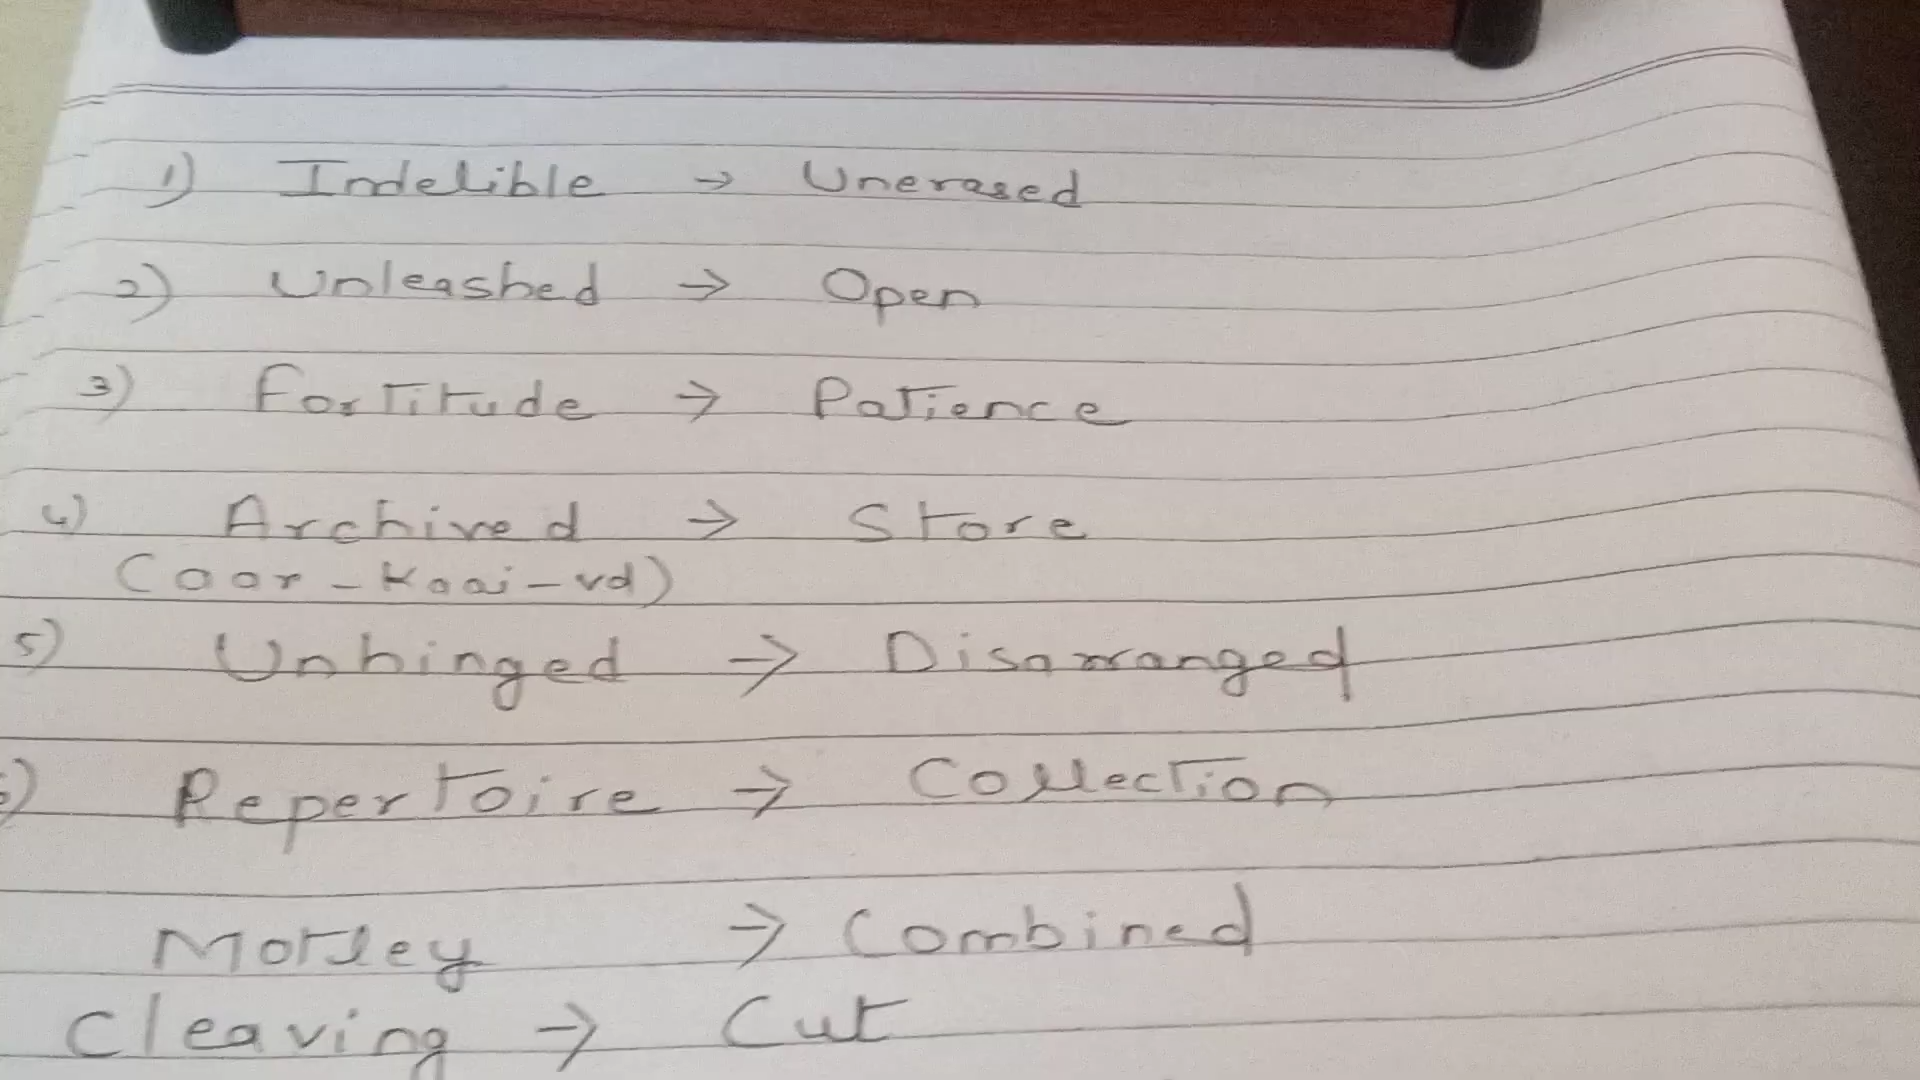 1) Indelible → Unerased
2) Unleashed → Open
3) Fortitude → Patience
4) Archived → Store
(aar-kaai-vd)
5) Unhinged → Disarranged
) Repertoire → Collection
Motley → Combined
Cleaving → Cut